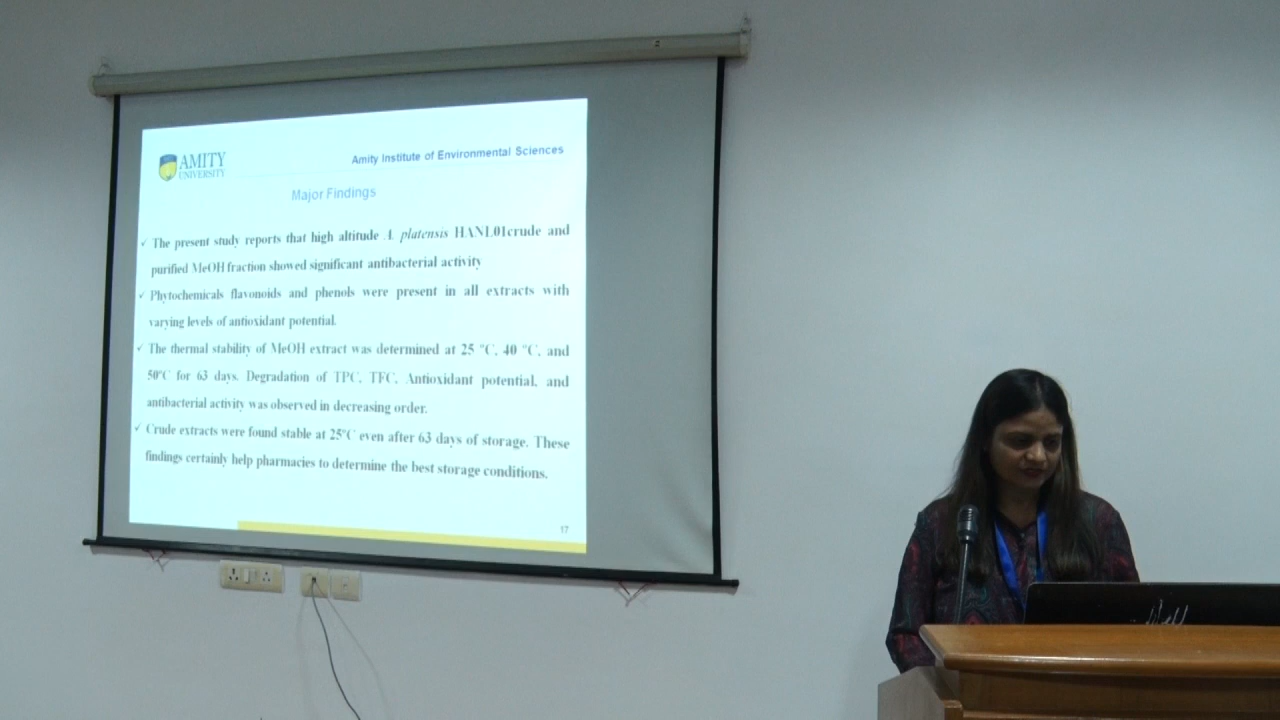 AMITY
UNIVERSITY
Amity Institute of Environmental Sciences
Major Findings
✓ The present study reports that high altitude A. platensis HANL01crude and
purified MeOH fraction showed significant antibacterial activity
✓ Phytochemicals flavonoids and phenols were present in all extracts with
varying levels of antioxidant potential.
✓ The thermal stability of MeOH extract was determined at 25 °C, 40 °C, and
50°C for 63 days. Degradation of TPC, TFC, Antioxidant potential, and
antibacterial activity was observed in decreasing order.
✓ Crude extracts were found stable at 25°C even after 63 days of storage. These
findings certainly help pharmacies to determine the best storage conditions.
17